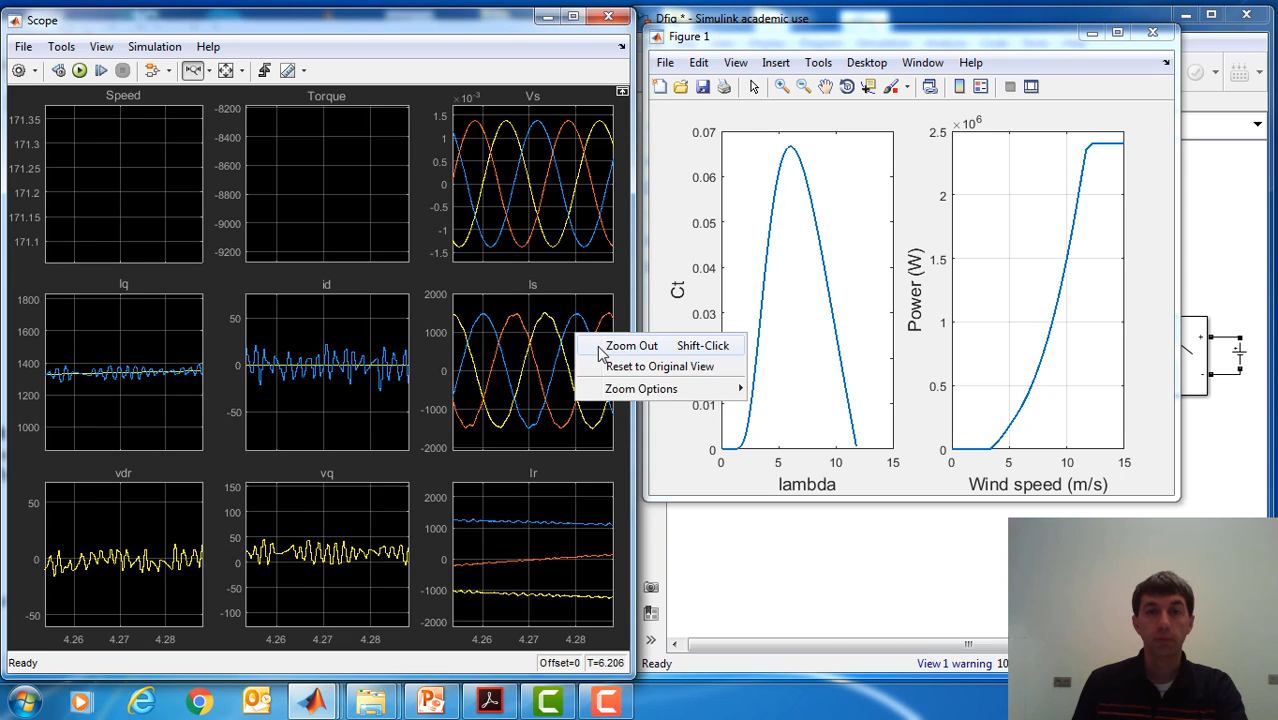 Scope
File Tools View Simulation Help
Speed
171.35
171.3
171.25
171.2
171.15
171.1
Torque
-8200
-8400
-8600
-8800
-9000
-9200
×10⁻³ Vs
1.5
1
0.5
0
-0.5
-1
-1.5
Iq
1800
1600
1400
1200
1000
id
50
0
-50
Is
2000
1000
0
-1000
-2000
Zoom Out Shift-Click
Reset to Original View
Zoom Options
vdr
50
0
-50
4.26 4.27 4.28
vq
150
100
50
0
-50
-100
4.26 4.27 4.28
Ir
2000
1000
0
-1000
-2000
4.26 4.27 4.28
Ready
Offset=0 T=6.206
Dfig * - Simulink academic use
Figure 1
File Edit View Insert Tools Desktop Window Help
0.07
0.06
0.05
0.04
0.03
0.01
0
Ct
0 5 10 15
lambda
×10⁶
2.5
2
1.5
1
0.5
0
Power (W)
0 5 10 15
Wind speed (m/s)
+
-
+
Ready
View 1 warning 10